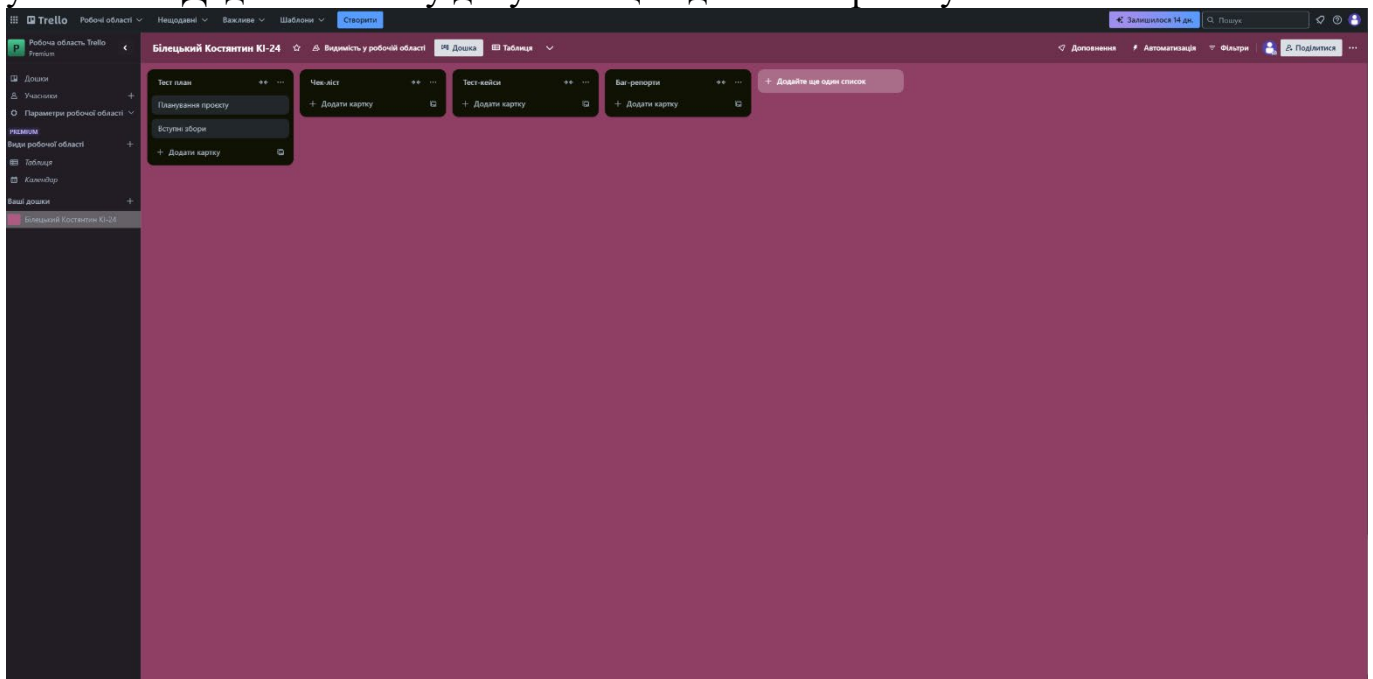 Trello Робочі області Нещодавні Важливе Шаблони Створити Залишилося 14 дн. Пошук
Р Робоча область Trello
Premium
Білецький Костянтин КІ-24 Видимість у робочій області Дошка Таблиця Доповнення Автоматизація Фільтри Поділитися
Дошки
Учасники
Параметри робочої області
PREMIUM
Види робочої області
Таблиця
Календар
Ваші дошки
Білецький Костянтин КІ-24
Тест план
Планування проєкту
Вступні збори
+ Додати картку
Чек-ліст
+ Додати картку
Тест-кейси
+ Додати картку
Баг-репорти
+ Додати картку
+ Додайте ще один список